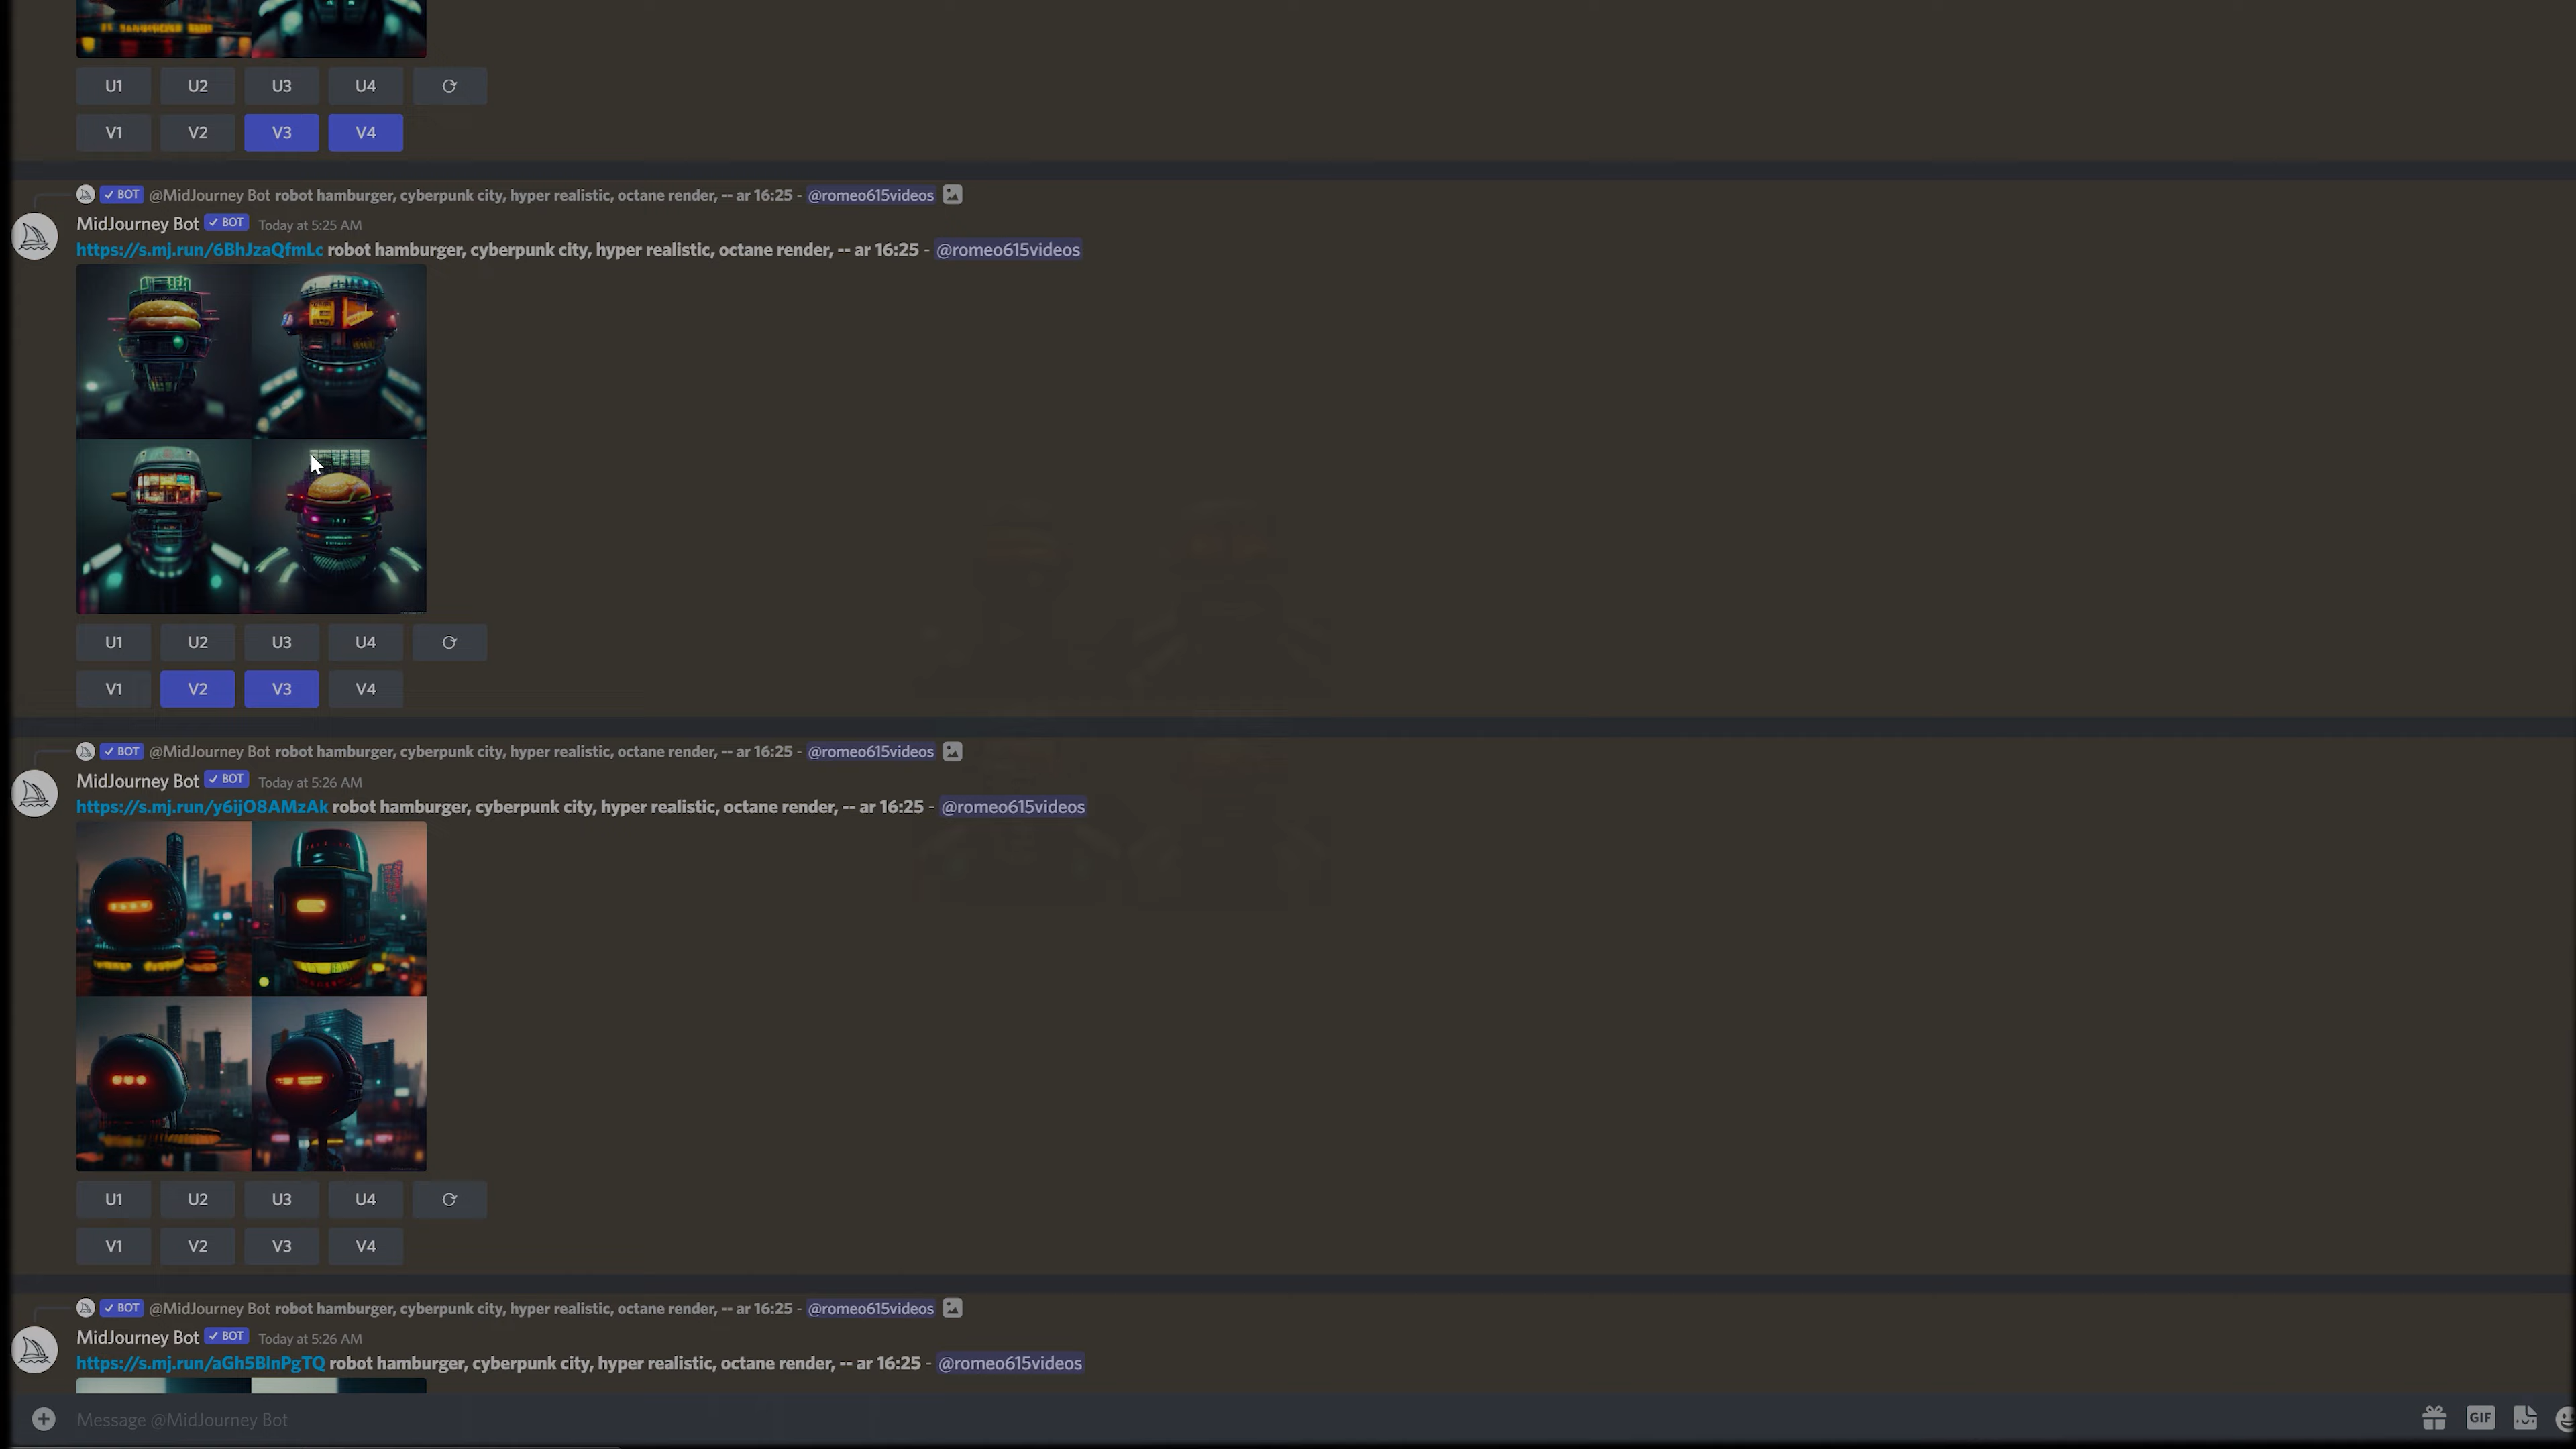 U1 U2 U3 U4
V1 V2 V3 V4
BOT @MidJourney Bot robot hamburger, cyberpunk city, hyper realistic, octane render, -- ar 16:25 - @romeo615videos
MidJourney Bot BOT Today at 5:25 AM
https://s.mj.run/6BhJzaQfmLc robot hamburger, cyberpunk city, hyper realistic, octane render, -- ar 16:25 - @romeo615videos
U1 U2 U3 U4
V1 V2 V3 V4
BOT @MidJourney Bot robot hamburger, cyberpunk city, hyper realistic, octane render, -- ar 16:25 - @romeo615videos
MidJourney Bot BOT Today at 5:26 AM
https://s.mj.run/y6ijO8AMzAk robot hamburger, cyberpunk city, hyper realistic, octane render, -- ar 16:25 - @romeo615videos
U1 U2 U3 U4
V1 V2 V3 V4
BOT @MidJourney Bot robot hamburger, cyberpunk city, hyper realistic, octane render, -- ar 16:25 - @romeo615videos
MidJourney Bot BOT Today at 5:26 AM
https://s.mj.run/aGh5BlnPgTQ robot hamburger, cyberpunk city, hyper realistic, octane render, -- ar 16:25 - @romeo615videos
Message @MidJourney Bot GIF